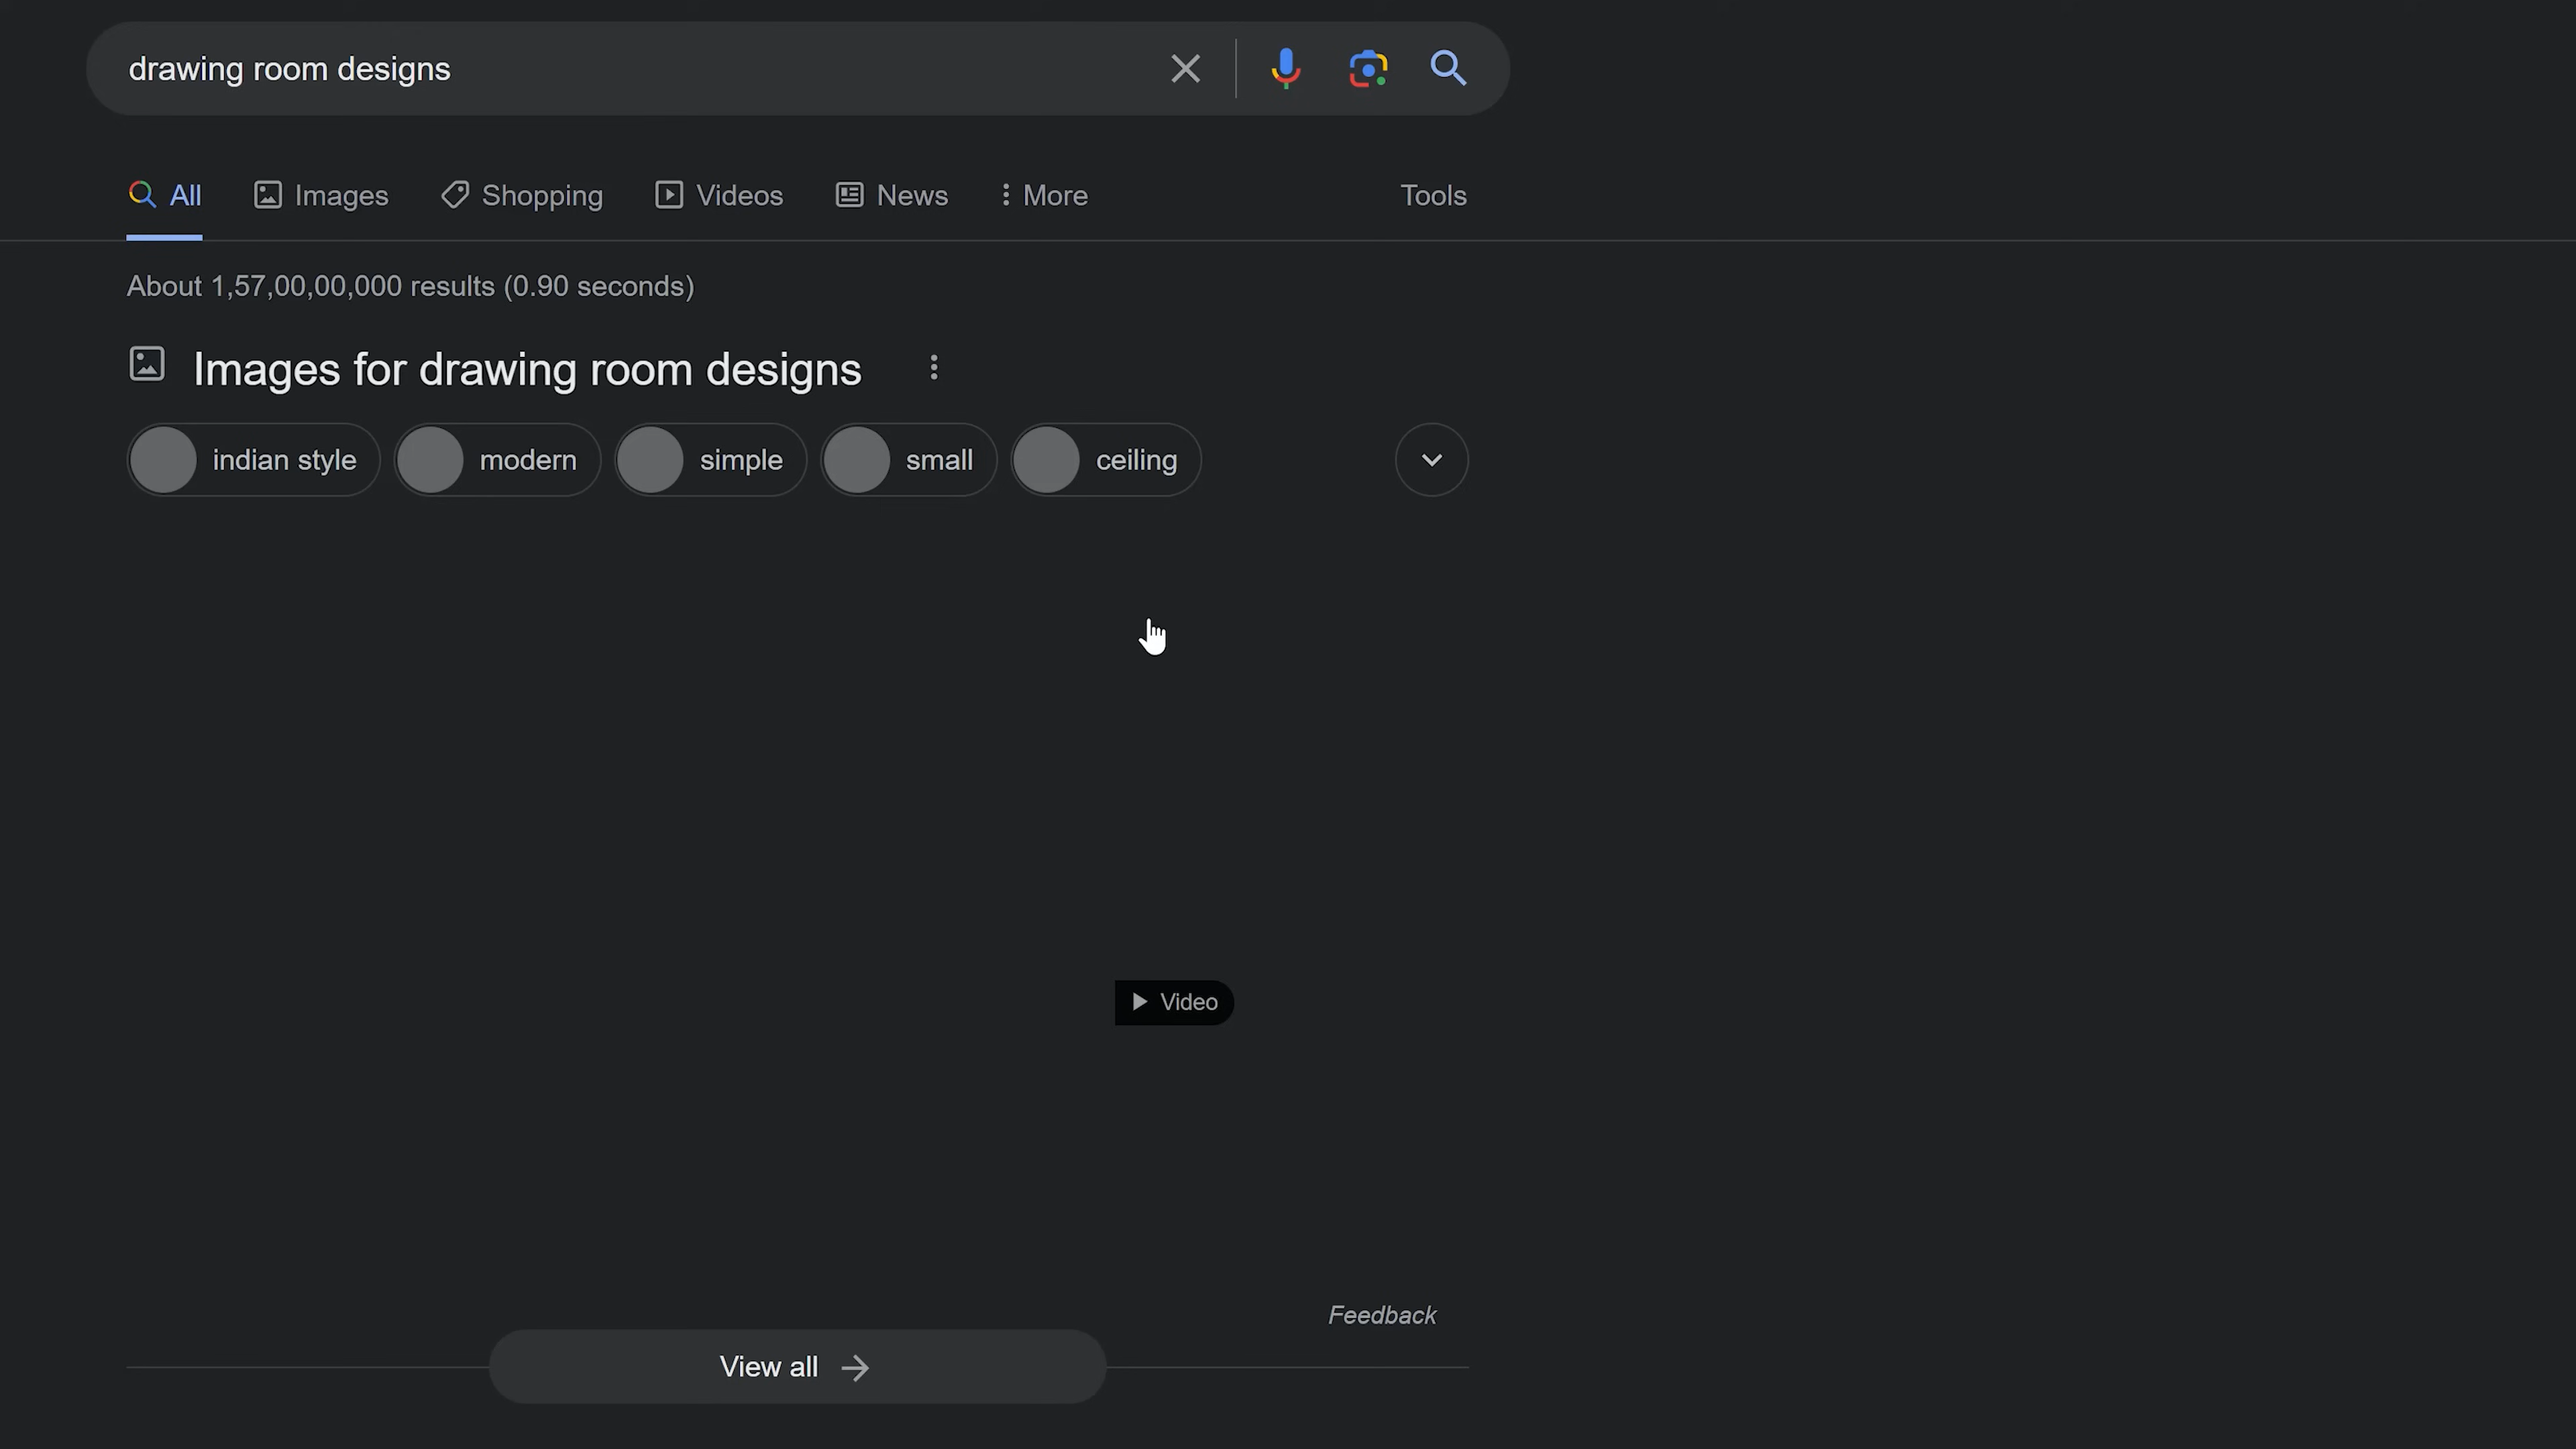 drawing room designs
All Images Shopping Videos News More Tools
About 1,57,00,00,000 results (0.90 seconds)
Images for drawing room designs
indian style modern simple small ceiling
Video
Feedback
View all